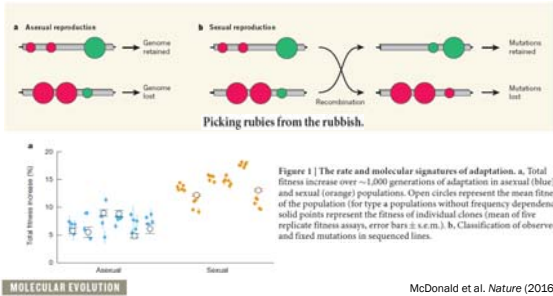 a Asexual reproduction
b Sexual reproduction
Genome
retained
Genome
lost
Recombination
Mutations
retained
Mutations
lost
Picking rubies from the rubbish.
a
Total fitness increase (%)
20
15
10
5
0
Asexual
Sexual
Figure 1 | The rate and molecular signatures of adaptation. a, Total
fitness increase over ~1,000 generations of adaptation in asexual (blue)
and sexual (orange) populations. Open circles represent the mean fitne
of the population (for type a populations without frequency dependenc
solid points represent the fitness of individual clones (mean of five
replicate fitness assays, error bars ± s.e.m.). b, Classification of observe
and fixed mutations in sequenced lines.
MOLECULAR EVOLUTION
McDonald et al. Nature (2016